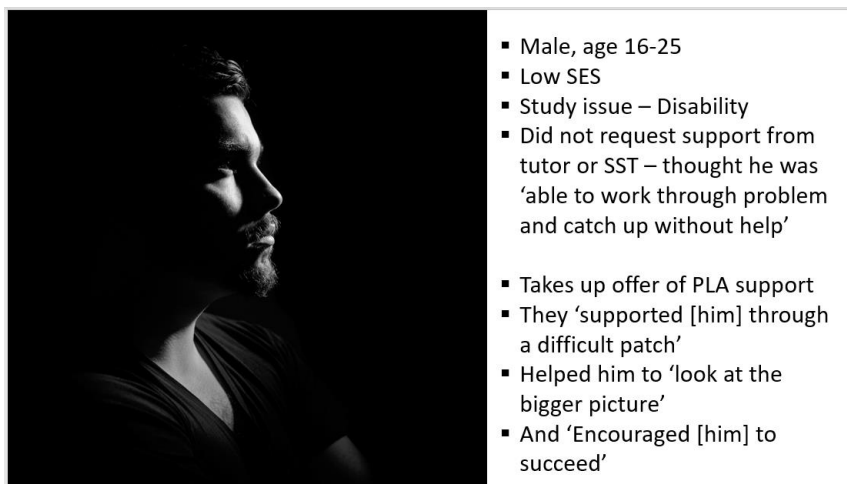 ▪ Male, age 16-25
▪ Low SES
▪ Study issue – Disability
▪ Did not request support from
tutor or SST – thought he was
‘able to work through problem
and catch up without help’
▪ Takes up offer of PLA support
▪ They ‘supported [him] through
a difficult patch’
▪ Helped him to ‘look at the
bigger picture’
▪ And ‘Encouraged [him] to
succeed’